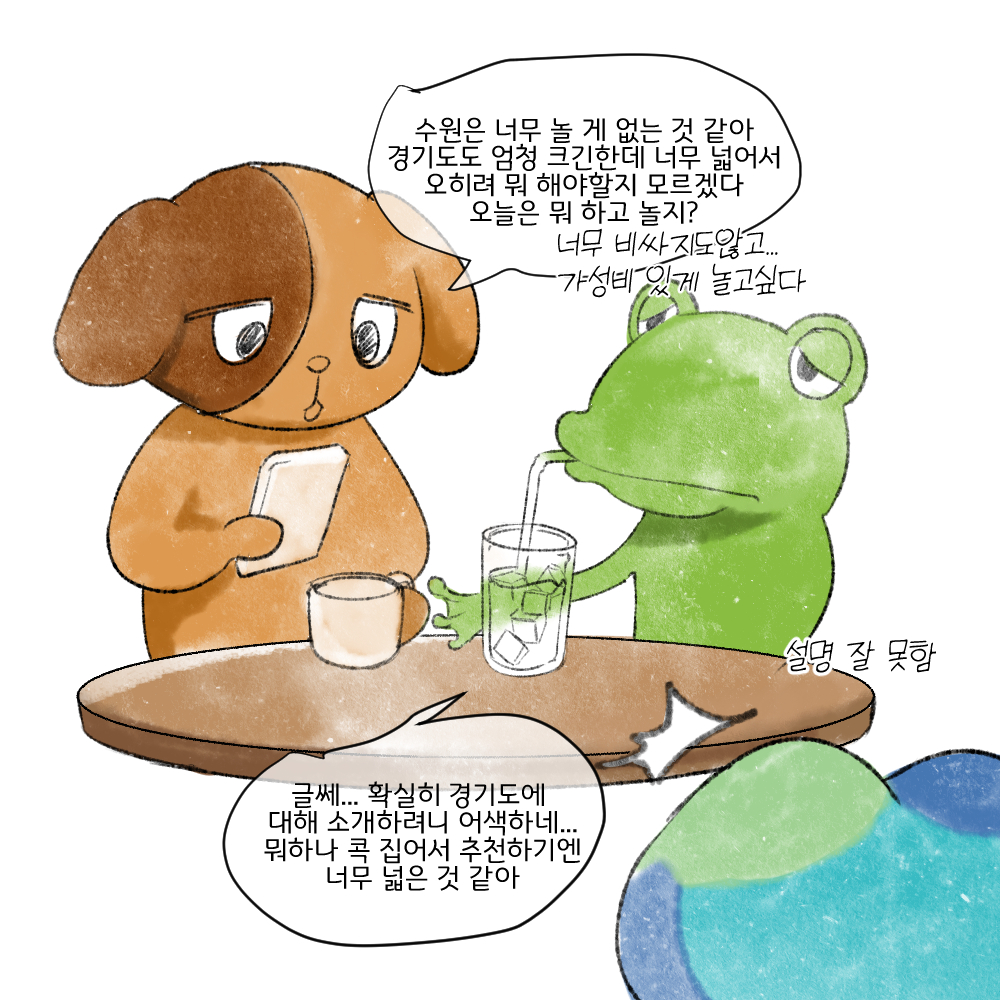 수원은 너무 놀 게 없는 것 같아
경기도도 엄청 크긴한데 너무 넓어서
오히려 뭐 해야할지 모르겠다
오늘은 뭐 하고 놀지?
너무 비싸지도않고...
가성비 있게 놀고싶다
설명 잘 못함
글쎄... 확실히 경기도에
대해 소개하려니 어색하네...
뭐하나 콕 집어서 추천하기엔
너무 넓은 것 같아